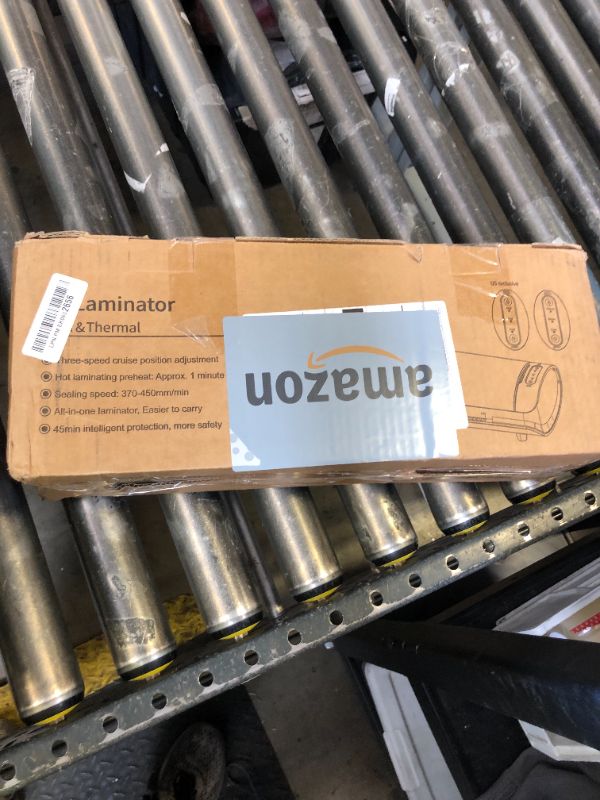 Laminator
& Thermal
Three-speed cruise position adjustment
Hot laminating preheat: Approx. 1 minute
Sealing speed: 370-450mm/min
All-in-one laminator, Easier to carry
45min intelligent protection, more safety
US exclusive
amazon